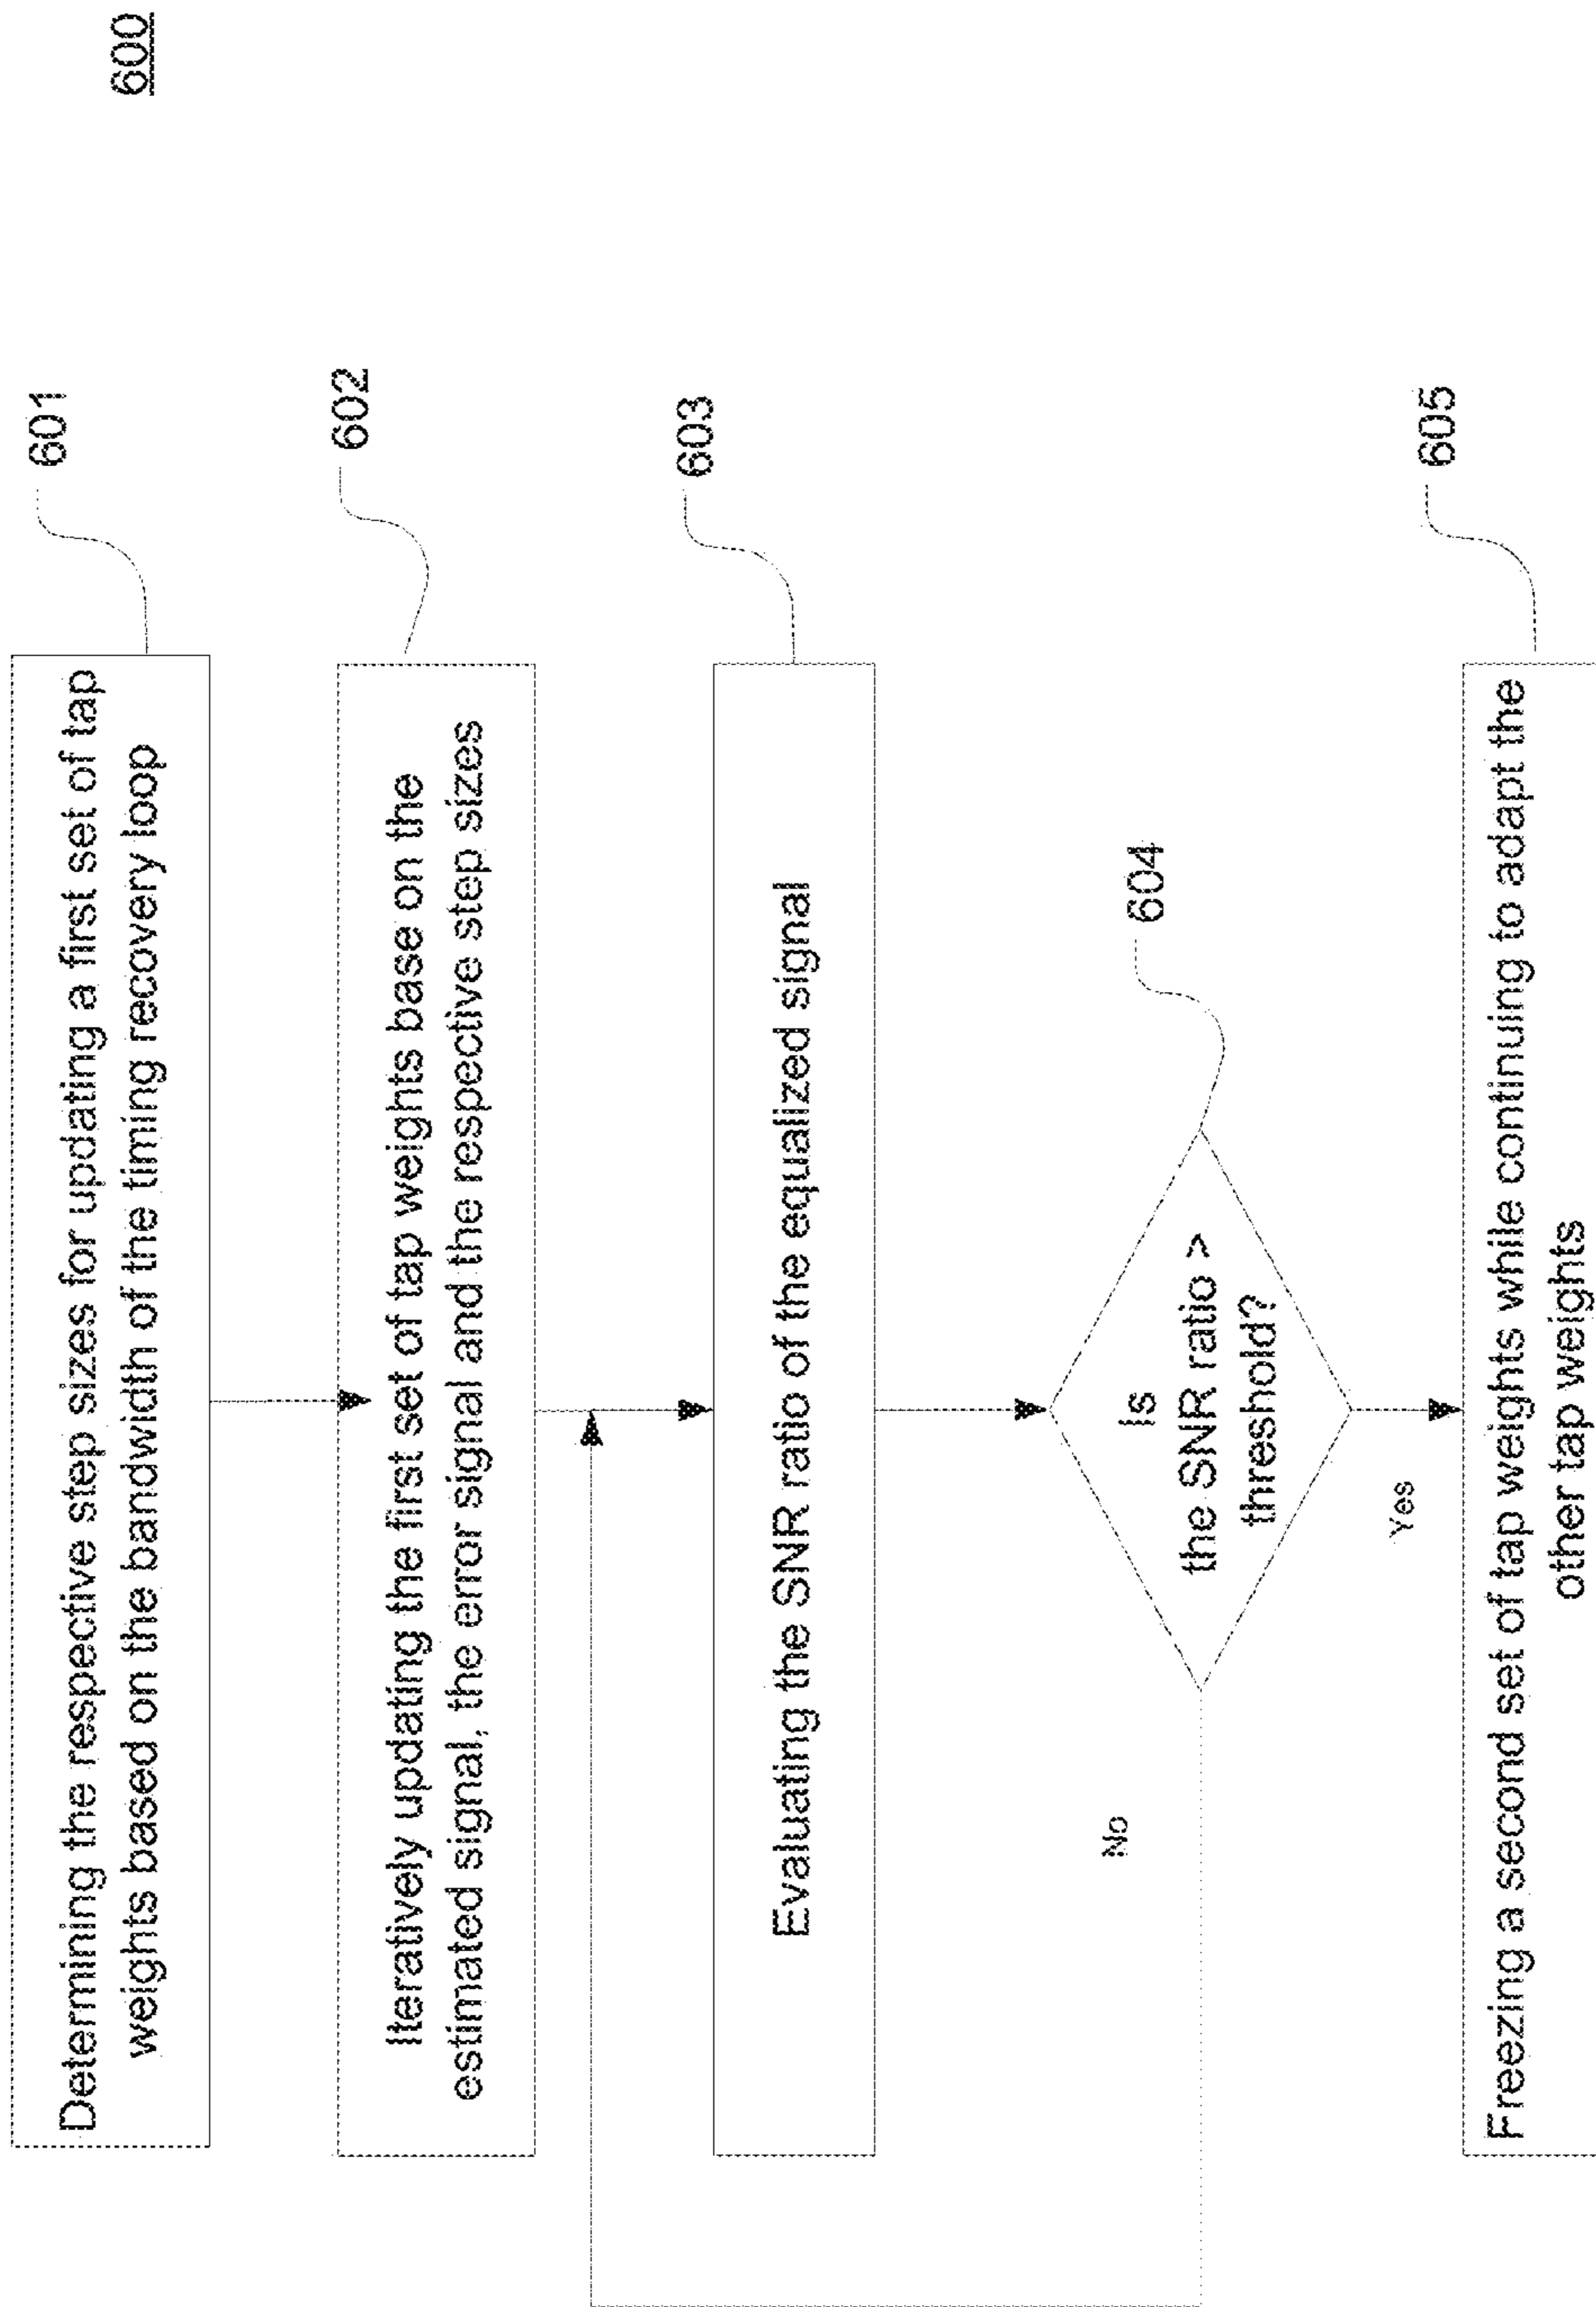 600
601
Determining the respective step sizes for updating a first set of tap
weights based on the bandwidth of the timing recovery loop
602
Iteratively updating the first set of tap weights base on the
estimated signal, the error signal and the respective step sizes
603
Evaluating the SNR ratio of the equalized signal
604
Is
the SNR ratio >
threshold?
No
Yes
605
Freezing a second set of tap weights while continuing to adapt the
other tap weights